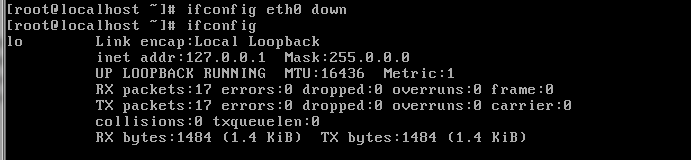 [root@localhost ~]# ifconfig eth0 down
[root@localhost ~]# ifconfig
lo        Link encap:Local Loopback
          inet addr:127.0.0.1  Mask:255.0.0.0
          UP LOOPBACK RUNNING  MTU:16436  Metric:1
          RX packets:17 errors:0 dropped:0 overruns:0 frame:0
          TX packets:17 errors:0 dropped:0 overruns:0 carrier:0
          collisions:0 txqueuelen:0
          RX bytes:1484 (1.4 KiB)  TX bytes:1484 (1.4 KiB)